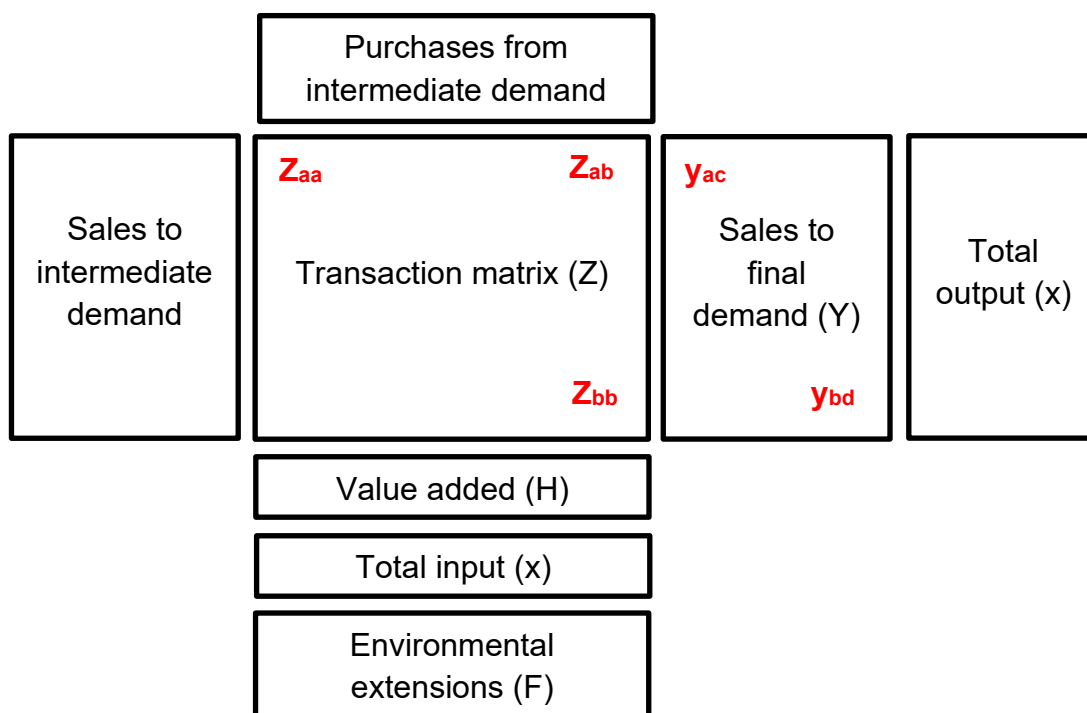 Purchases from
intermediate demand
Sales to
intermediate
demand
Zaa
Zab
Transaction matrix (Z)
Zbb
yac
Sales to
final
demand (Y)
ybd
Total
output (x)
Value added (H)
Total input (x)
Environmental
extensions (F)